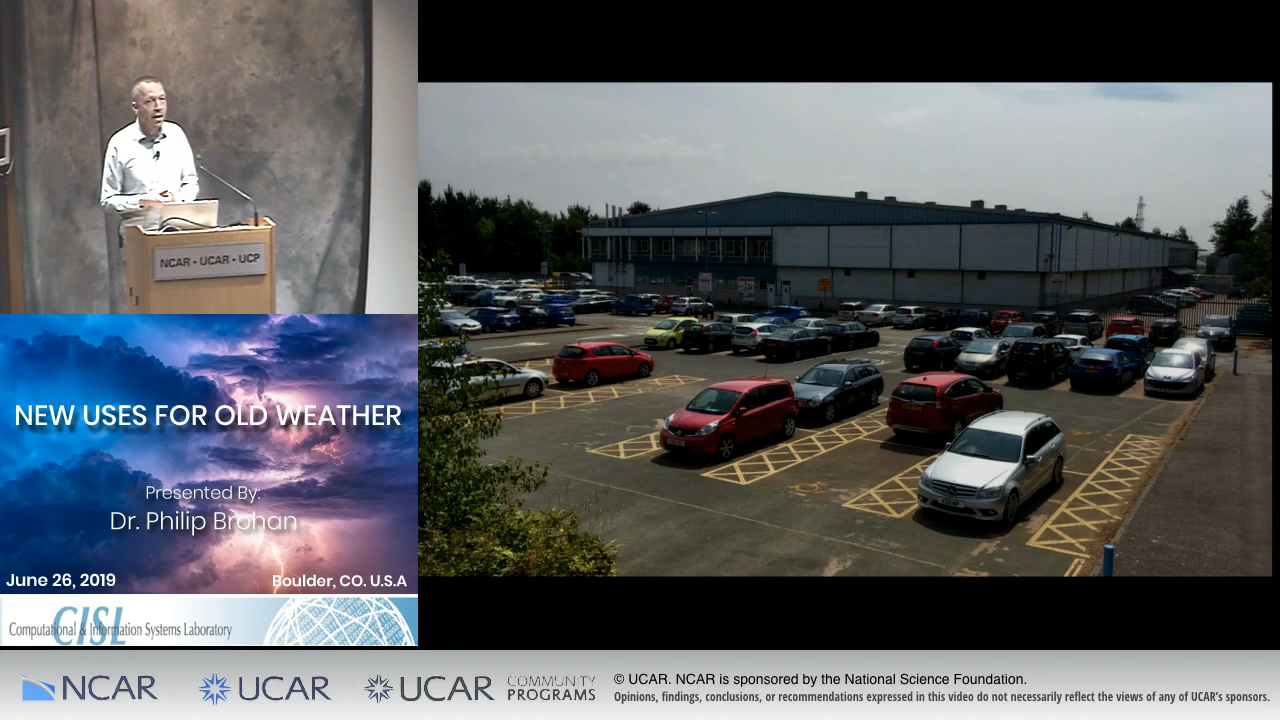 NCAR - UCAR - UCP
NEW USES FOR OLD WEATHER
Presented By:
Dr. Philip Brohan
June 26, 2019
Boulder, CO. U.S.A
CISL
Computational & Information Systems Laboratory
NCAR
UCAR
UCAR
COMMUNITY
PROGRAMS
© UCAR. NCAR is sponsored by the National Science Foundation.
Opinions, findings, conclusions, or recommendations expressed in this video do not necessarily reflect the views of any of UCAR's sponsors.